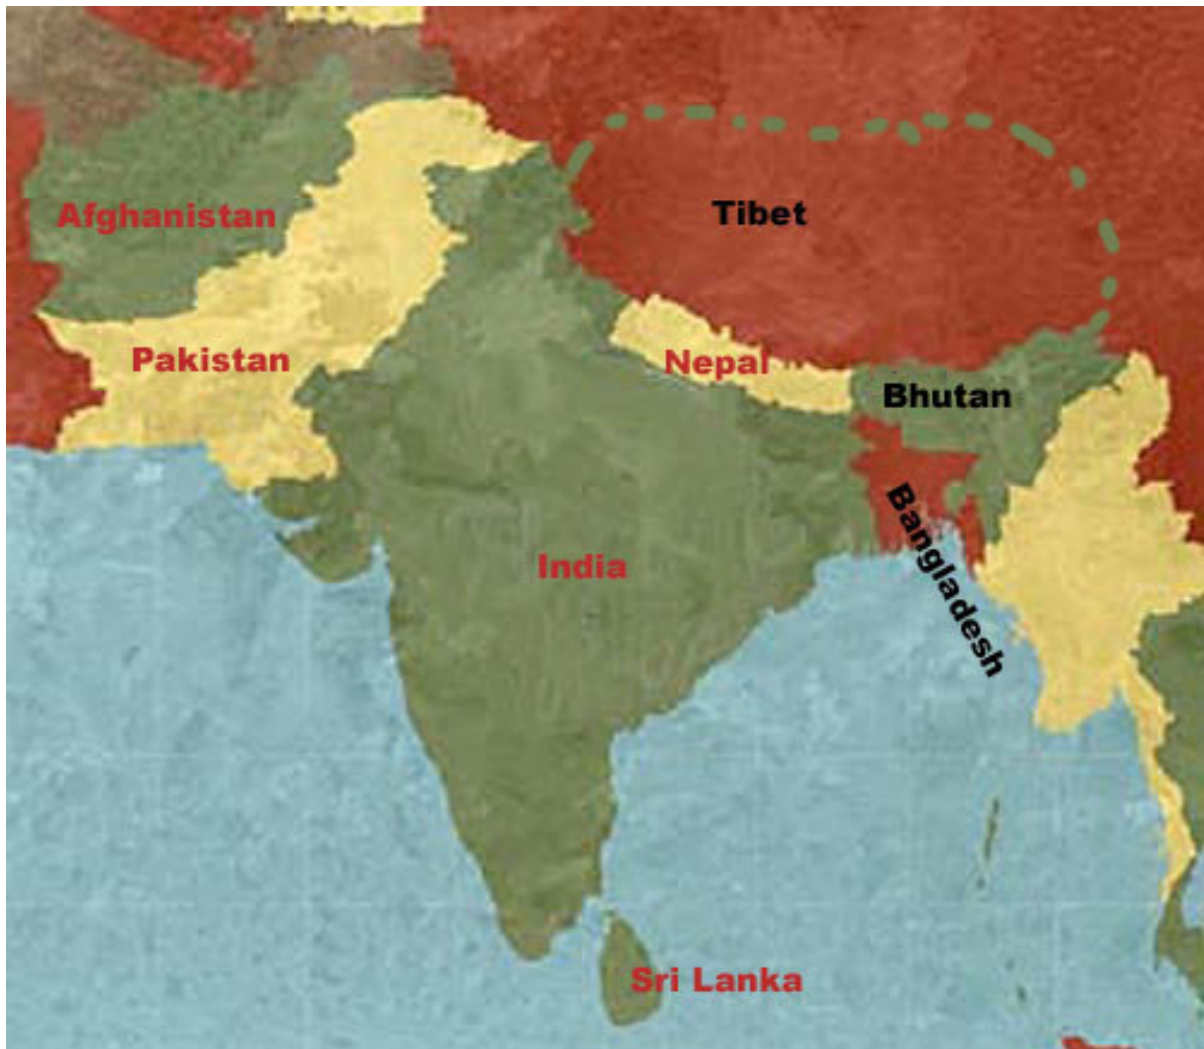 Tibet
Afghanistan
Pakistan
Nepal
Bhutan
Bangladesh
India
Sri Lanka